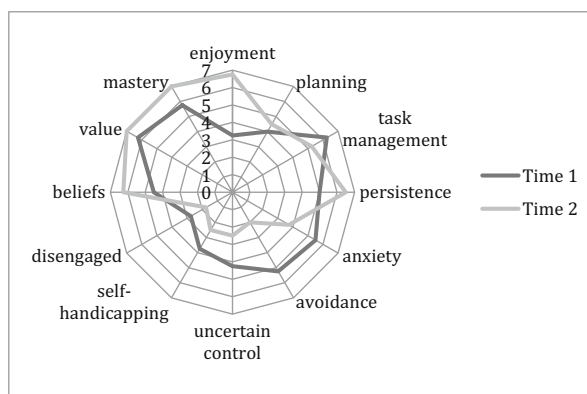 enjoyment
planning
task
management
persistence
anxiety
avoidance
uncertain
control
self-
handicapping
disengaged
beliefs
value
mastery
7
6
5
4
3
2
1
0
Time 1
Time 2